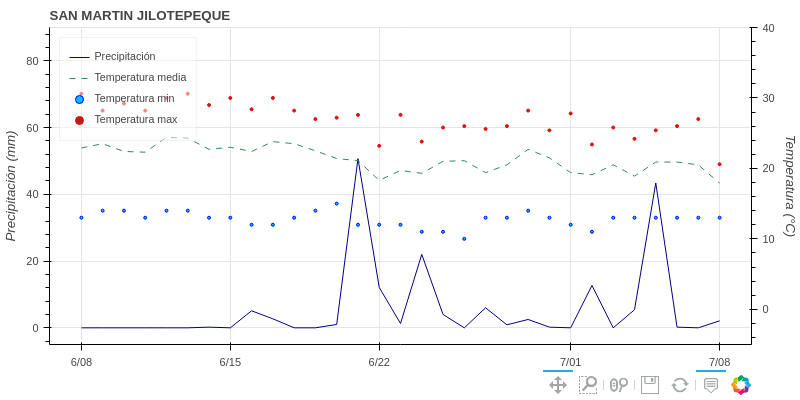 SAN MARTIN JILOTEPEQUE
Precipitación
Temperatura media
Temperatura min
Temperatura max
Precipitación (mm)
80
60
40
20
0
40
30
20
10
0
Temperatura (°C)
6/08
6/15
6/22
7/01
7/08